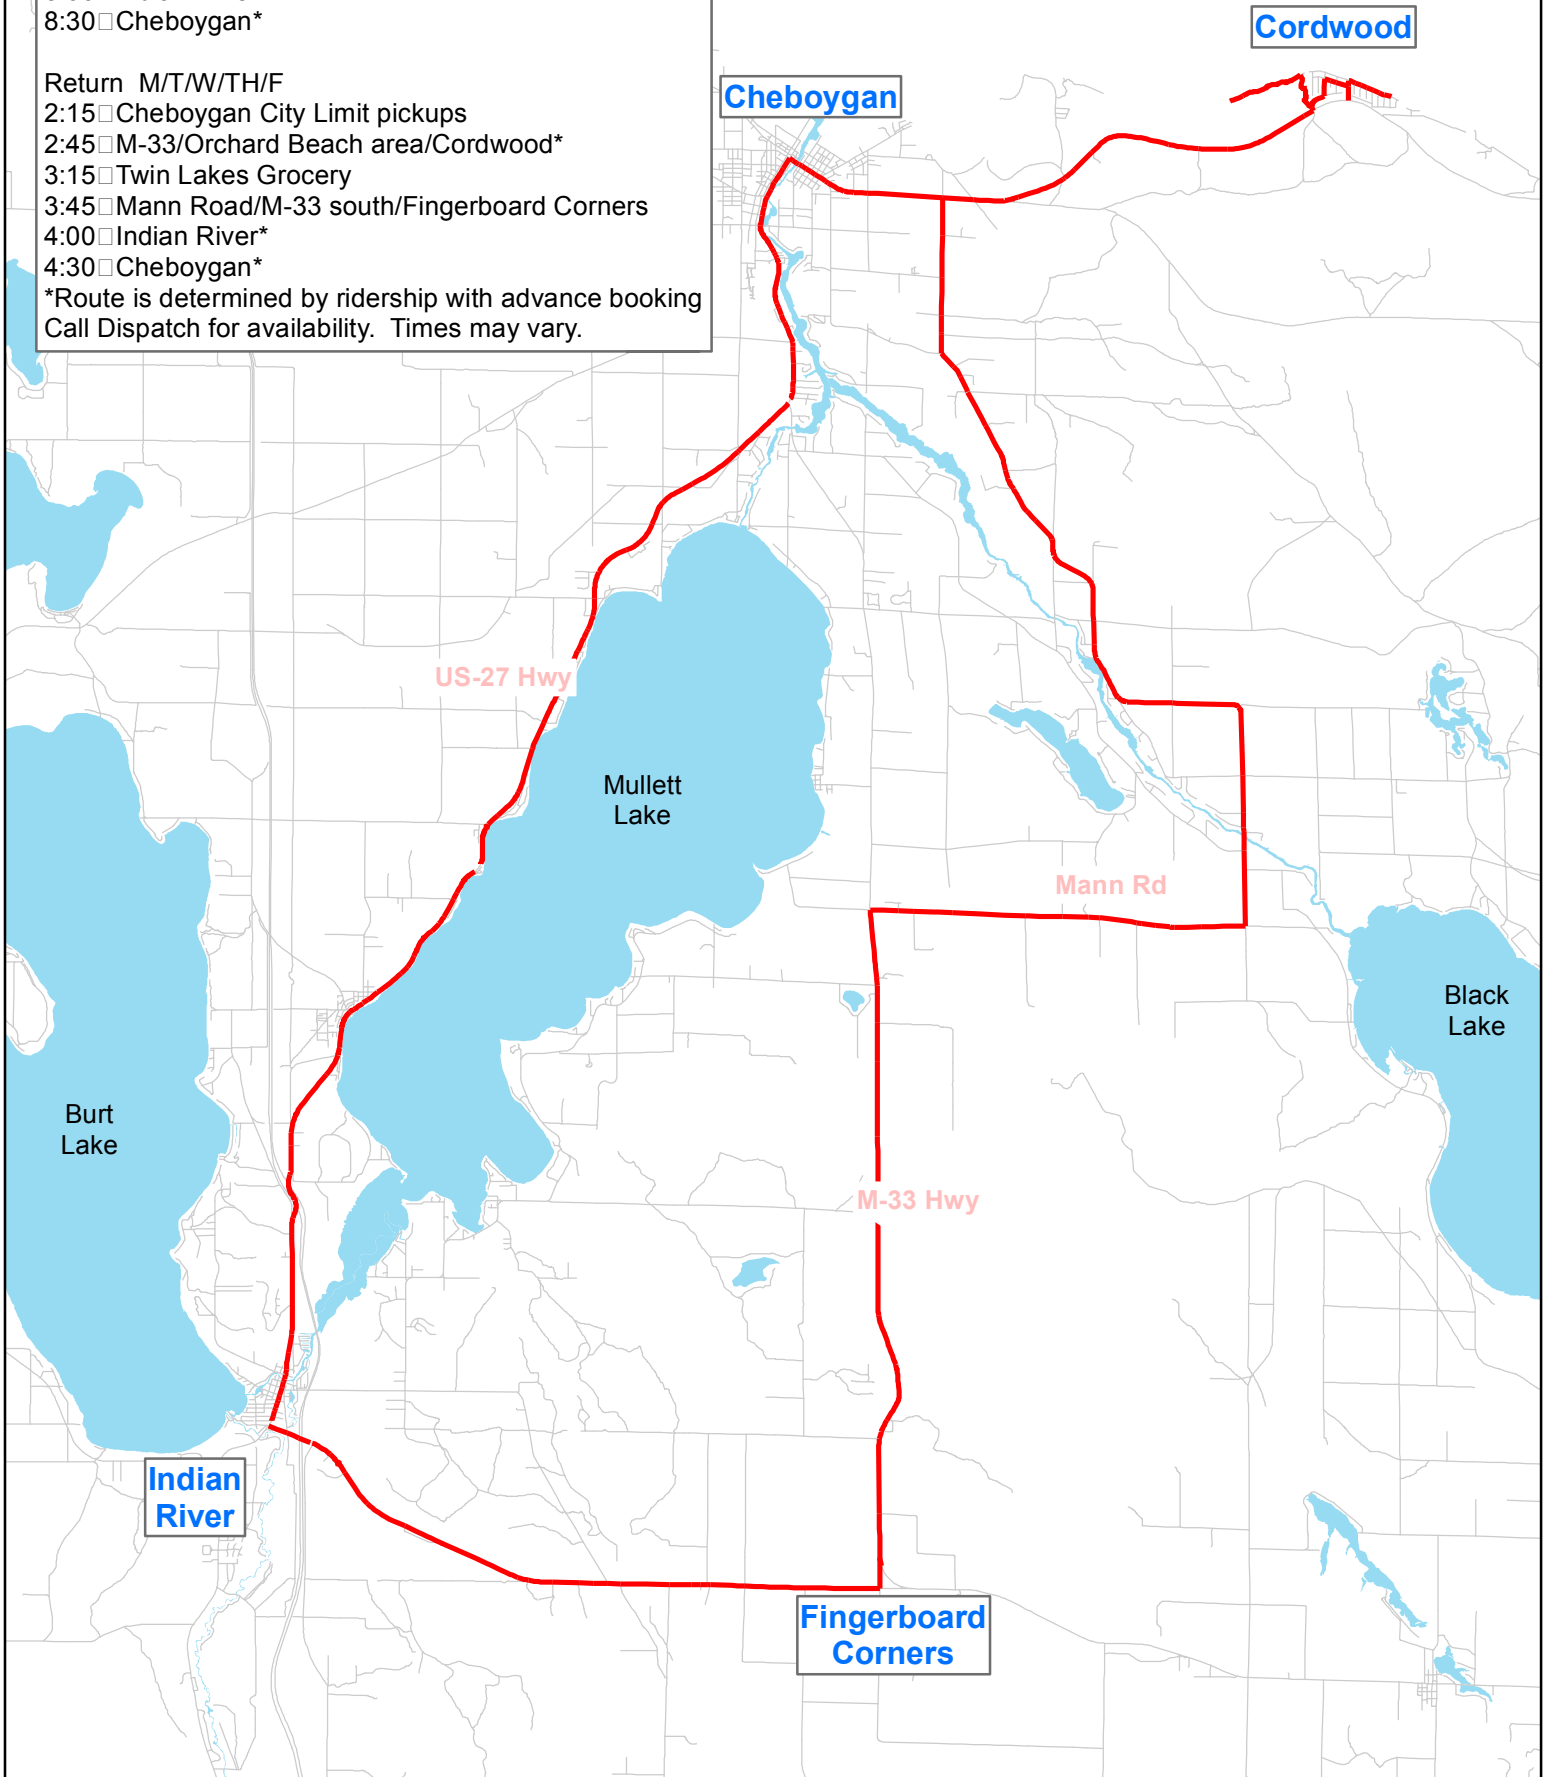 8:30□Cheboygan*
Return M/T/W/TH/F
2:15□Cheboygan City Limit pickups
2:45□M-33/Orchard Beach area/Cordwood*
3:15□Twin Lakes Grocery
3:45□Mann Road/M-33 south/Fingerboard Corners
4:00□Indian River*
4:30□Cheboygan*
*Route is determined by ridership with advance booking
Call Dispatch for availability. Times may vary.
Cordwood
Cheboygan
US-27 Hwy
Mullett
Lake
Mann Rd
Black
Lake
Burt
Lake
M-33 Hwy
Indian
River
Fingerboard
Corners